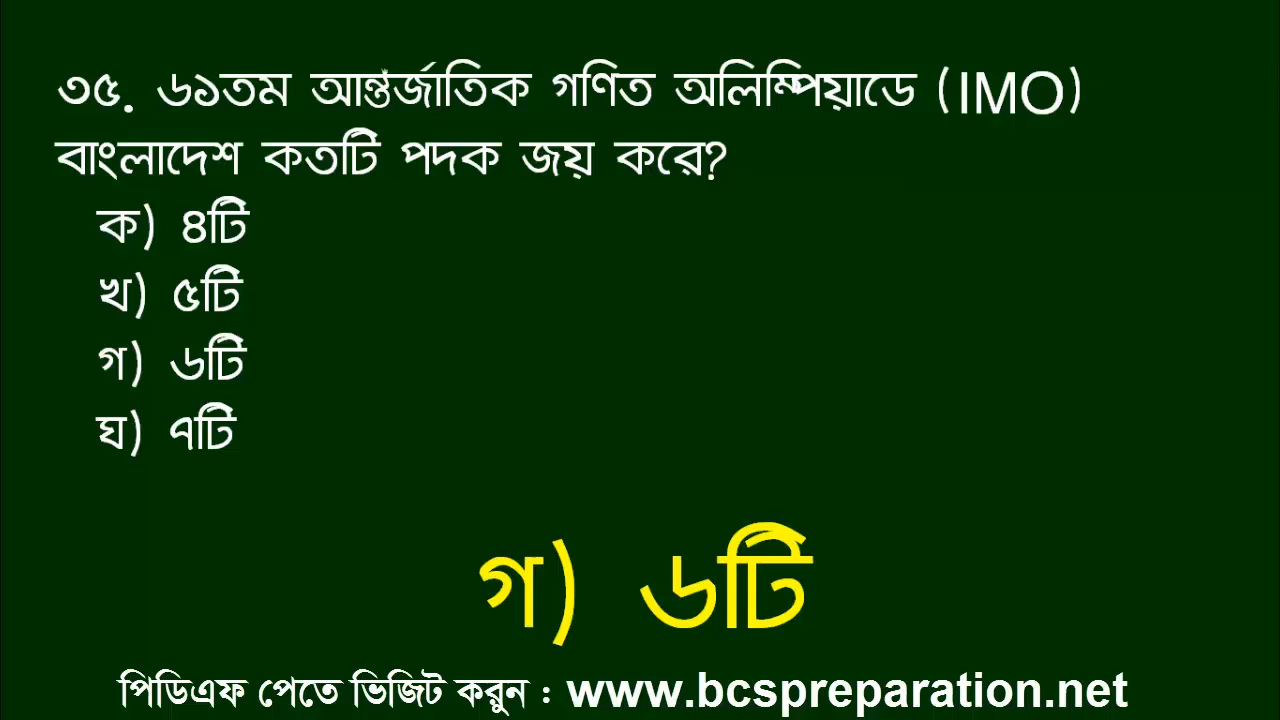 ৩৫. ৬১তম আন্তর্জাতিক গণিত অলিম্পিয়াডে (IMO)
বাংলাদেশ কতটি পদক জয় করে?
ক) ৪টি
খ) ৫টি
গ) ৬টি
ঘ) ৭টি
গ) ৬টি
পিডিএফ পেতে ভিজিট করুন : www.bcspreparation.net